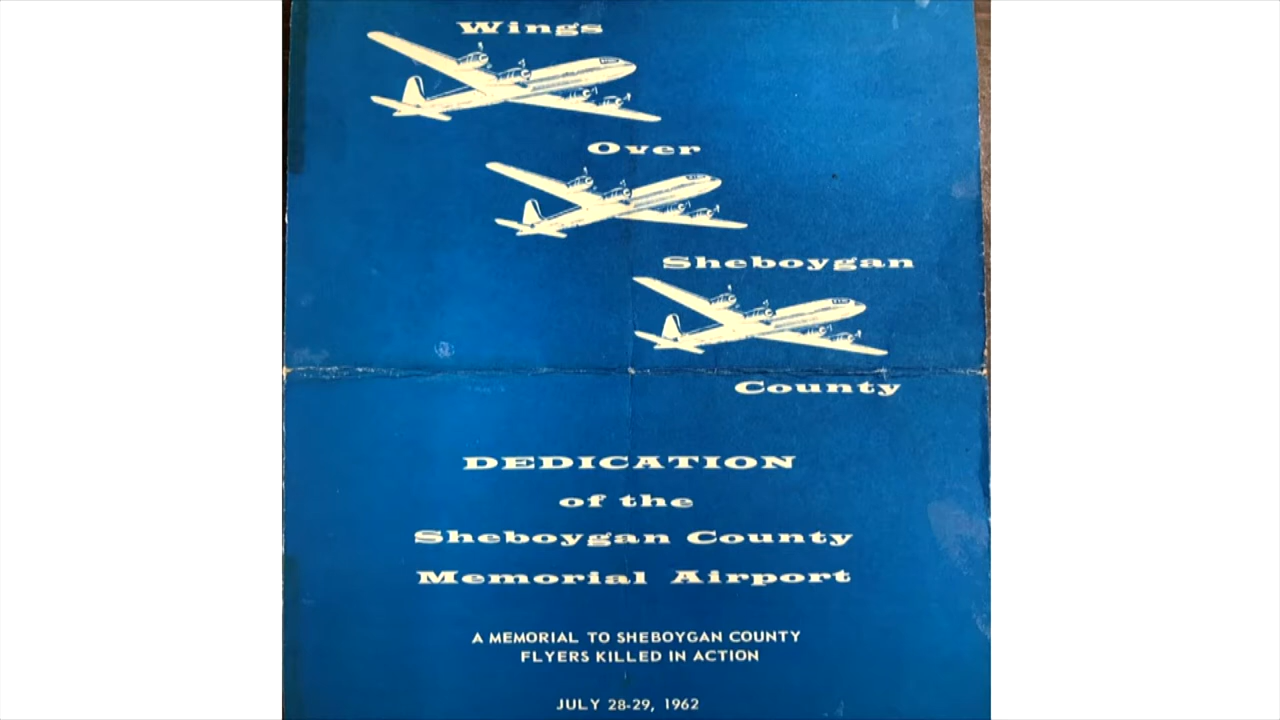 Wings
Over
Sheboygan
County
DEDICATION
of the
Sheboygan County
Memorial Airport
A MEMORIAL TO SHEBOYGAN COUNTY
FLYERS KILLED IN ACTION
JULY 28-29, 1962